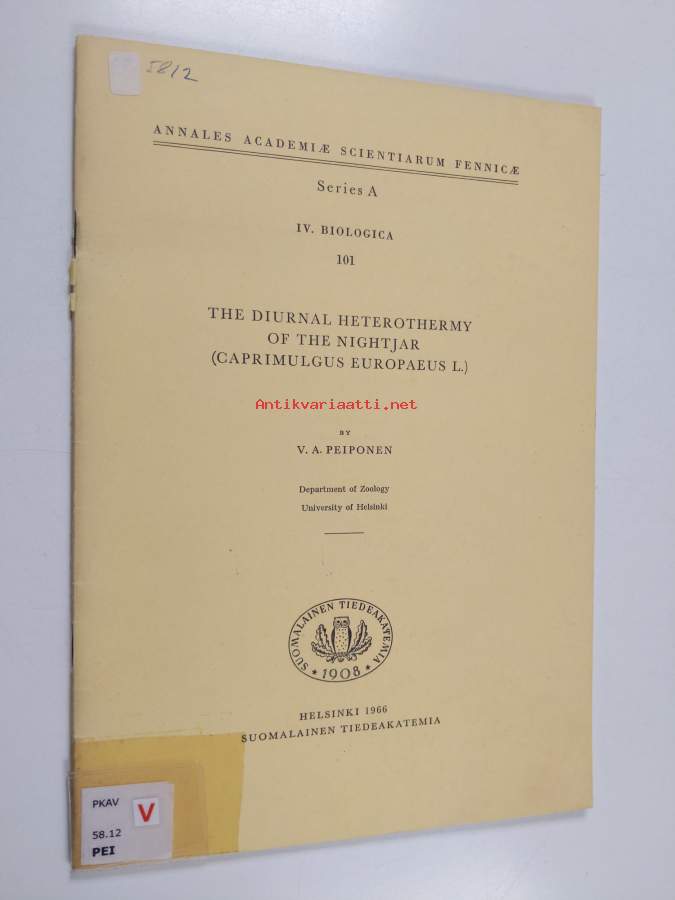 5812
ANNALES ACADEMIÆ SCIENTIARUM FENNICÆ
Series A
IV. BIOLOGICA
101
THE DIURNAL HETEROTHERMY
OF THE NIGHTJAR
(CAPRIMULGUS EUROPAEUS L.)
Antikvariaatti.net
BY
V. A. PEIPONEN
Department of Zoology
University of Helsinki
SUOMALAINEN TIEDEAKATEMIA
* 1908 *
HELSINKI 1966
SUOMALAINEN TIEDEAKATEMIA
PKAV
V
58.12
PEI